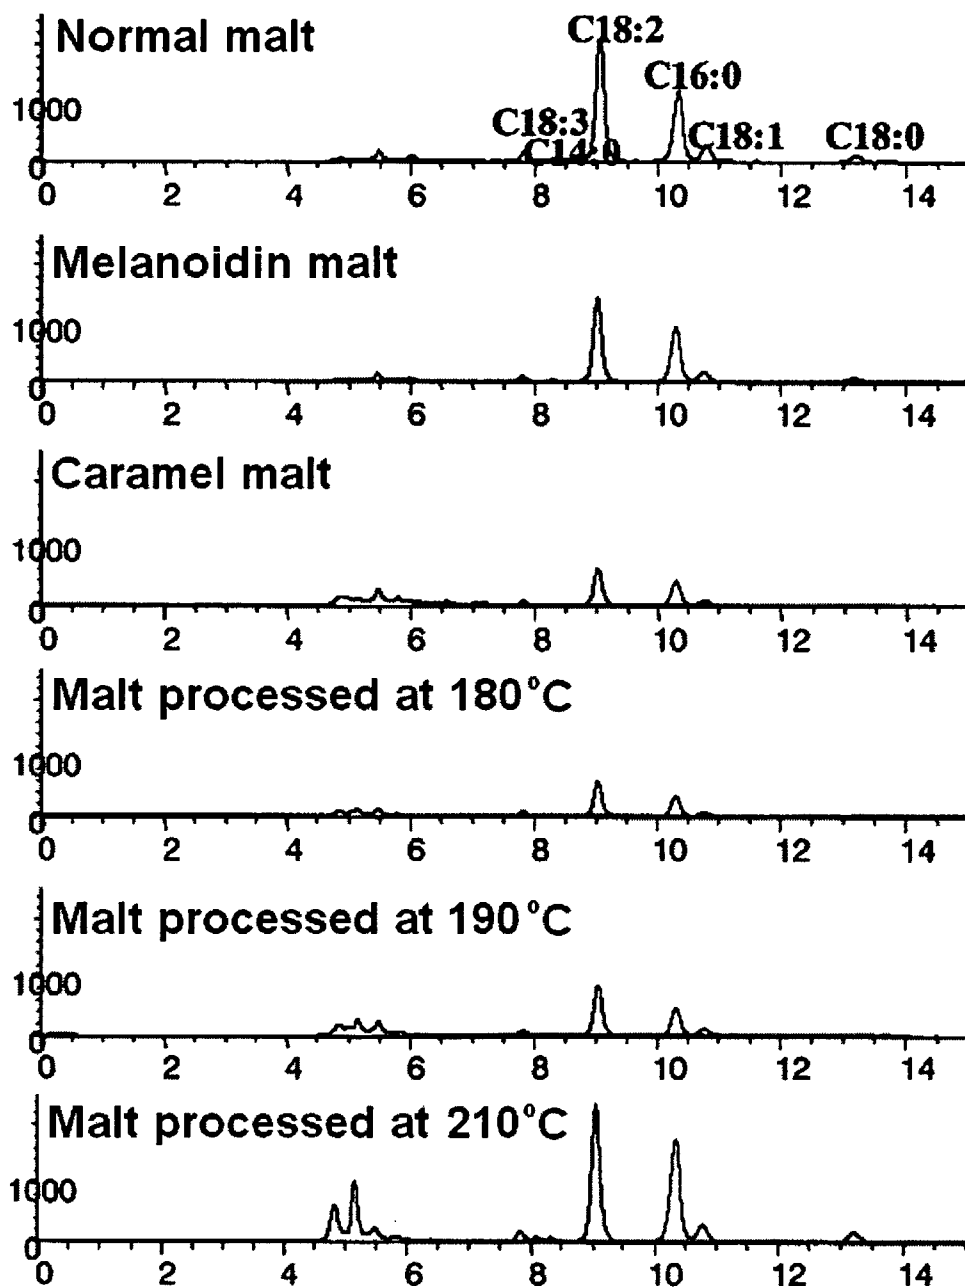 Normal malt
C18:2
C16:0
1000
C18:3
C18:1
C18:0
C14:0
0
0 2 4 6 8 10 12 14
Melanoidin malt
1000
0
0 2 4 6 8 10 12 14
Caramel malt
1000
0
0 2 4 6 8 10 12 14
Malt processed at 180°C
1000
0
0 2 4 6 8 10 12 14
Malt processed at 190°C
1000
0
0 2 4 6 8 10 12 14
Malt processed at 210°C
1000
0
0 2 4 6 8 10 12 14